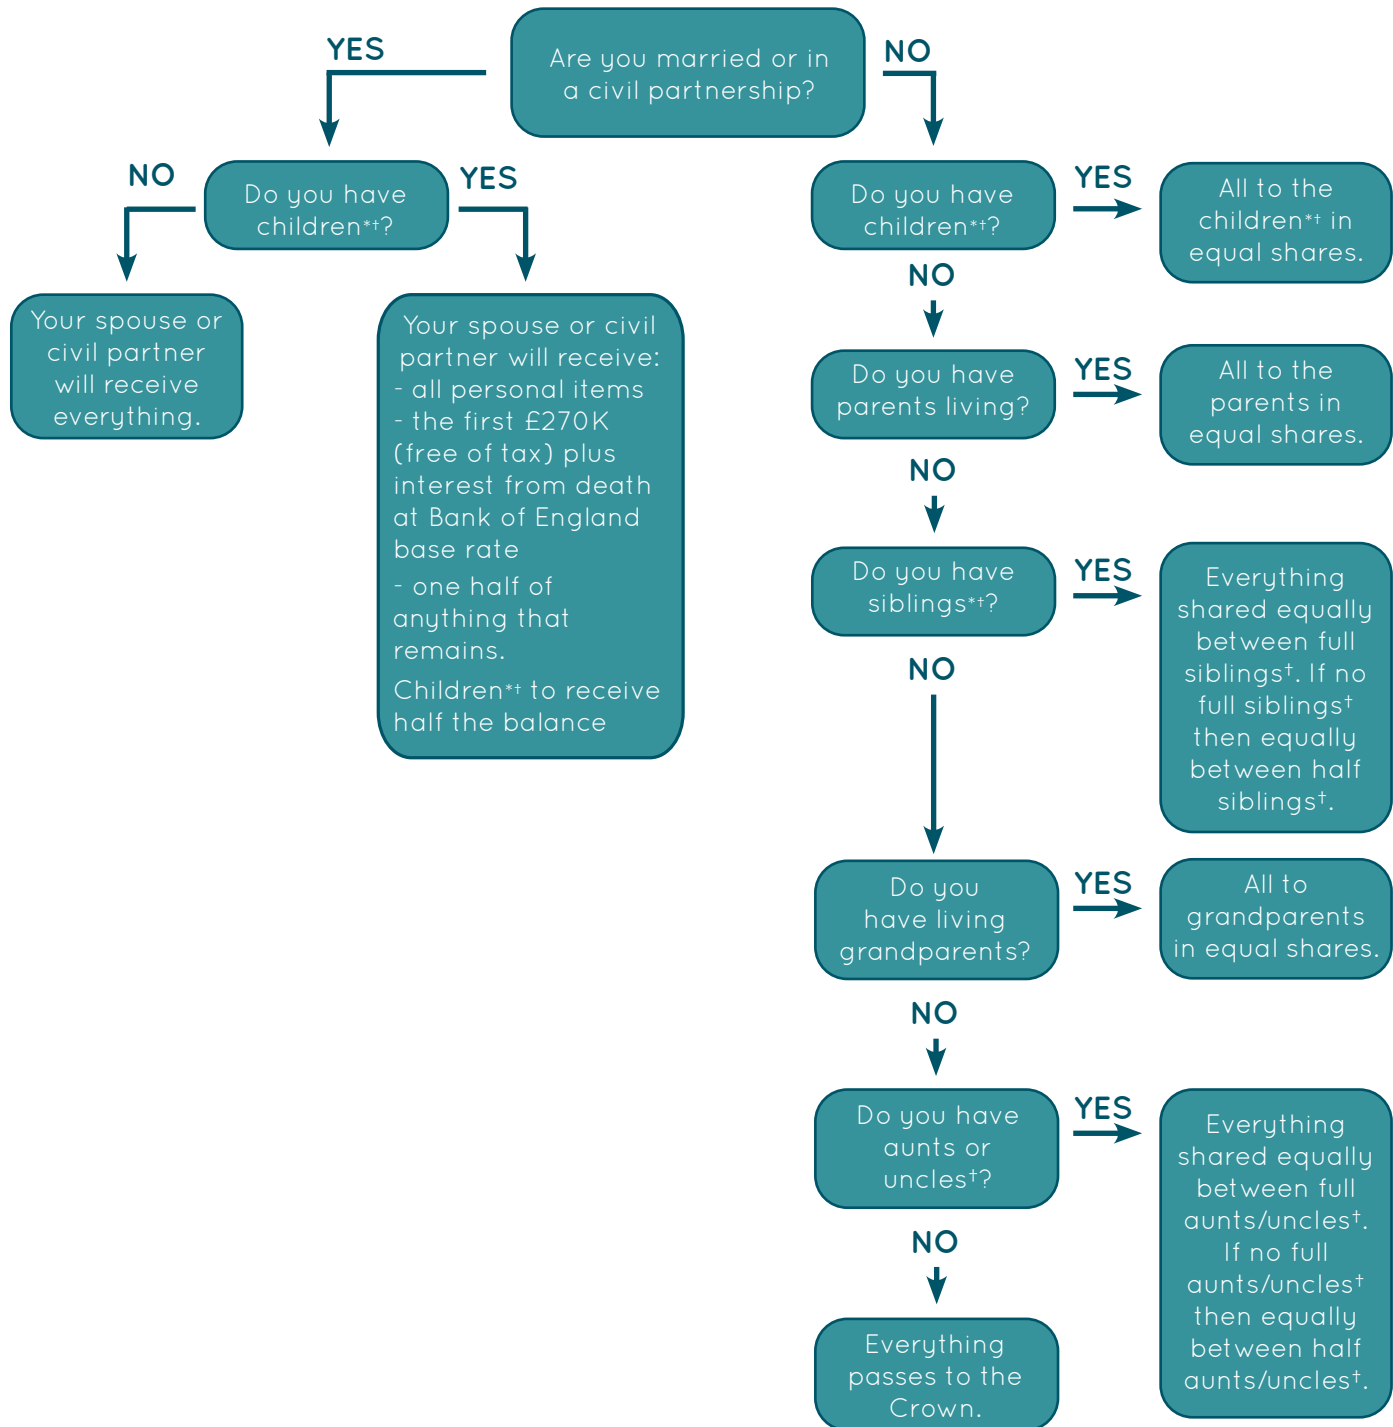 YES
Are you married or in
a civil partnership?
NO
NO
Do you have
children*†?
YES
Do you have
children*†?
YES
All to the
children*† in
equal shares.
Your spouse or
civil partner
will receive
everything.
Your spouse or civil
partner will receive:
- all personal items
- the first £270K
(free of tax) plus
interest from death
at Bank of England
base rate
- one half of
anything that
remains.
Children*† to receive
half the balance
NO
Do you have
parents living?
YES
All to the
parents in
equal shares.
NO
Do you have
siblings*†?
YES
Everything
shared equally
between full
siblings†. If no
full siblings†
then equally
between half
siblings†.
NO
Do you
have living
grandparents?
YES
All to
grandparents
in equal shares.
NO
Do you have
aunts or
uncles†?
YES
Everything
shared equally
between full
aunts/uncles†.
If no full
aunts/uncles†
then equally
between half
aunts/uncles†.
NO
Everything
passes to the
Crown.